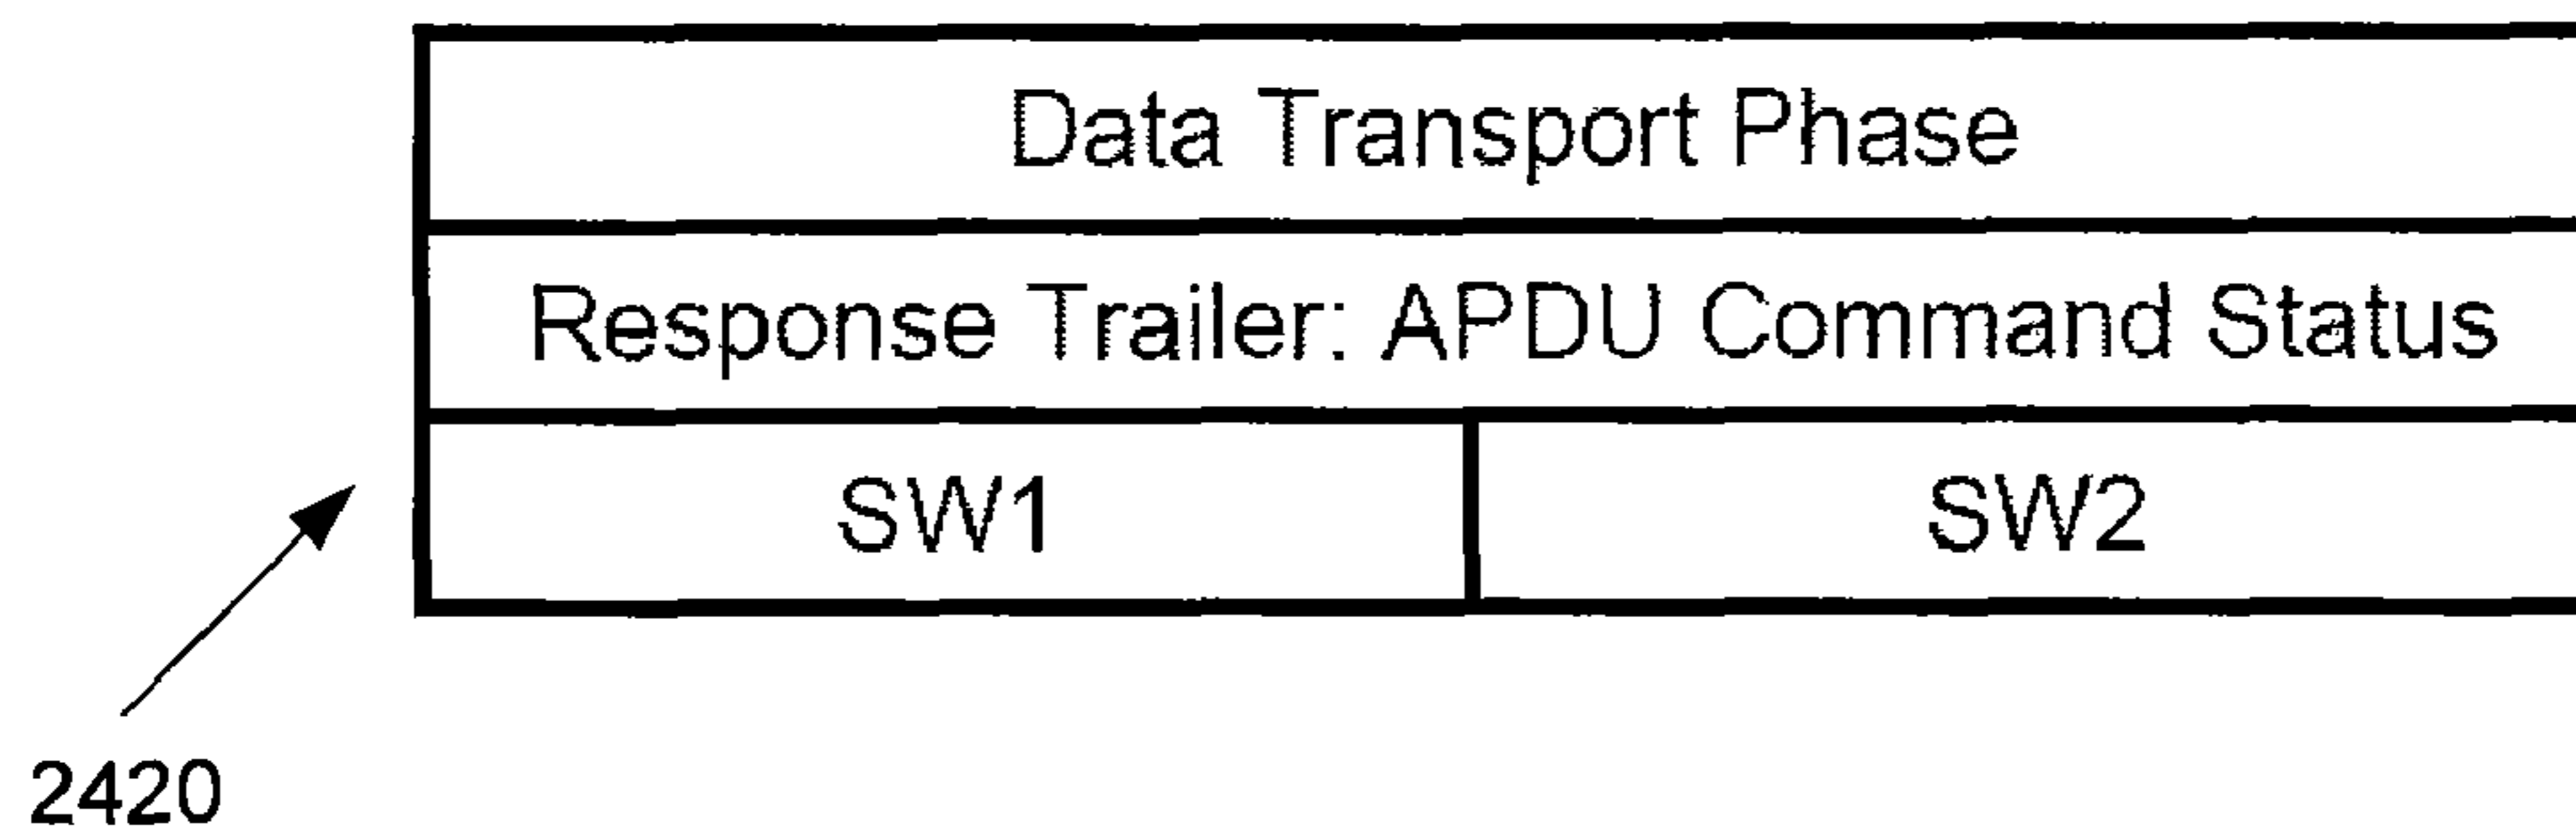 Data Transport Phase
Response Trailer: APDU Command Status
SW1 SW2
2420